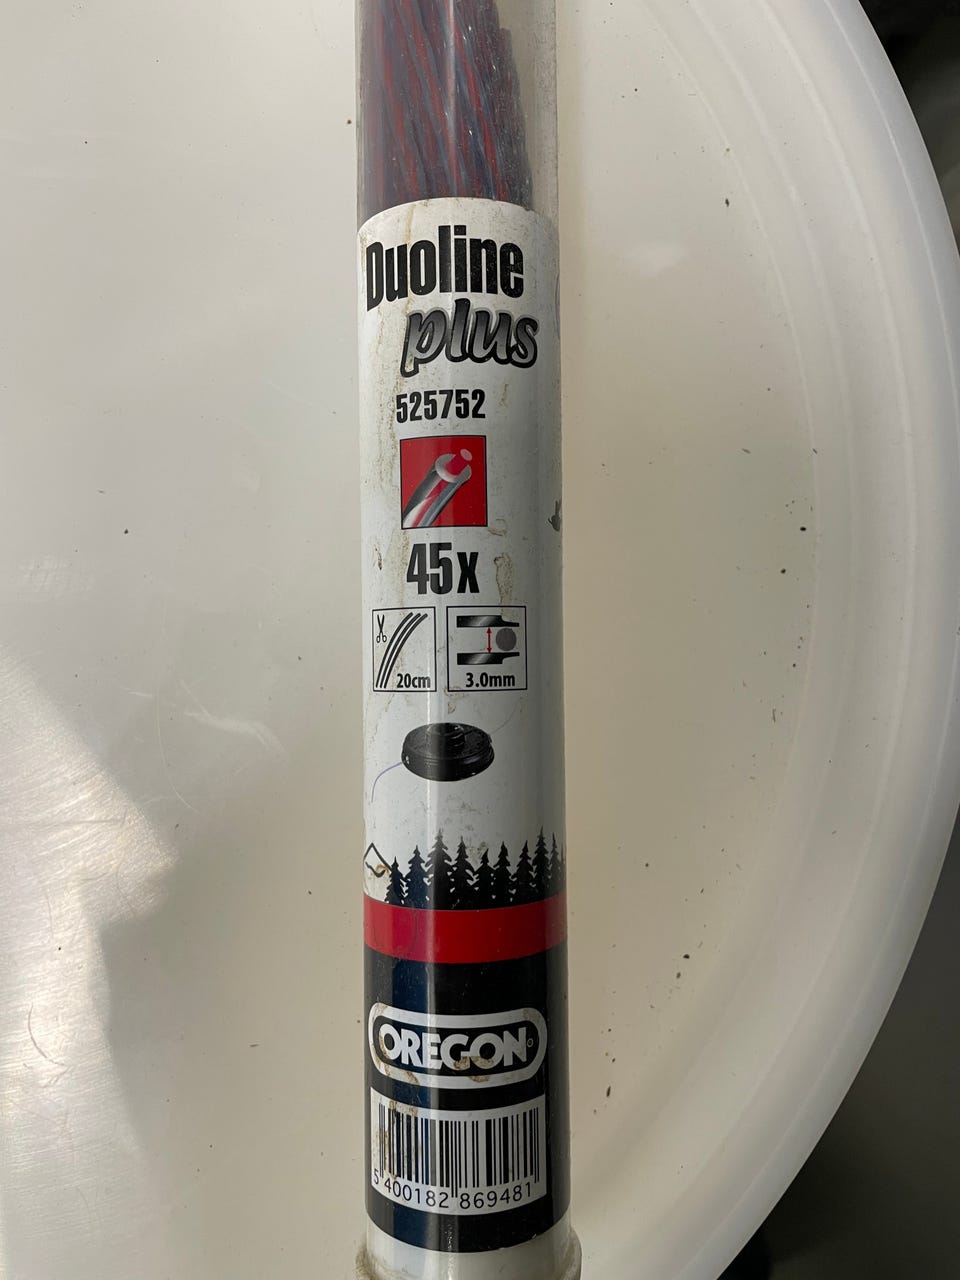 Duoline
plus
525752
45x
20cm
3.0mm
OREGON®
5 400182 869481